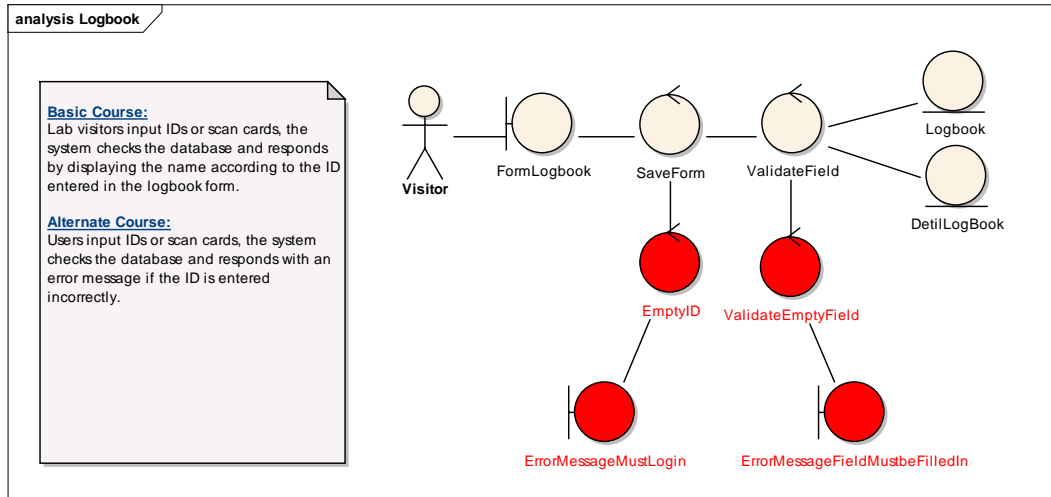 analysis Logbook
Basic Course:
Lab visitors input IDs or scan cards, the
system checks the database and responds
by displaying the name according to the ID
entered in the logbook form.
Alternate Course:
Users input IDs or scan cards, the system
checks the database and responds with an
error message if the ID is entered
incorrectly.
Visitor
FormLogbook
SaveForm
ValidateField
Logbook
DetilLogBook
EmptyID
ValidateEmptyField
ErrorMessageMustLogin
ErrorMessageFieldMustbeFilledIn